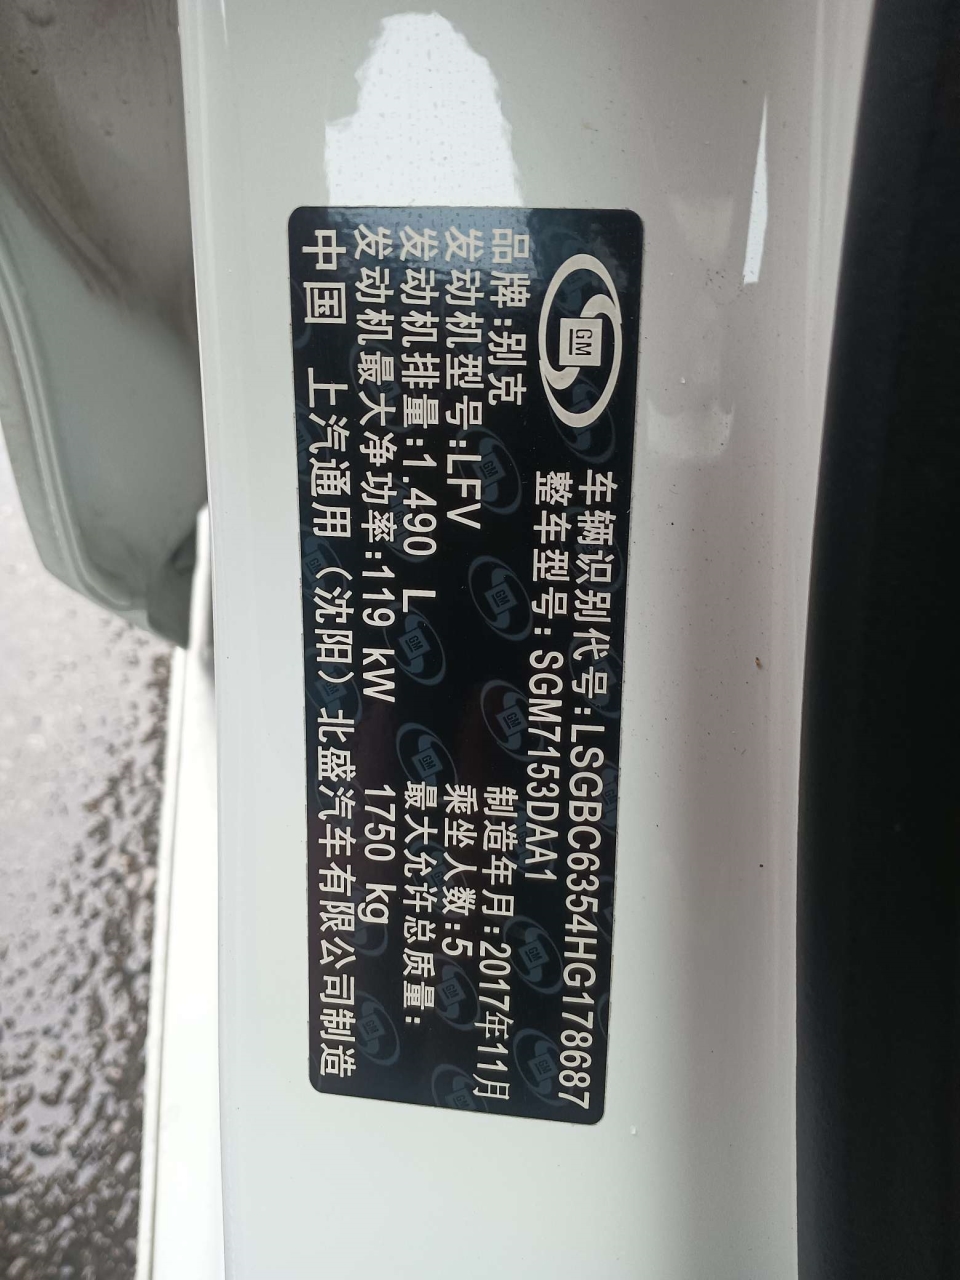 GM
车辆识别代号:LSGBC6354HG178687
整车型号:SGM7153DAA1
品牌:别克
制造年月:2017年11月
发动机型号:LFV
乘坐人数:5
发动机排量:1.490 L
最大允许总质量:
发动机最大净功率:119 kW
1750 kg
中国 上汽通用（沈阳）北盛汽车有限公司制造